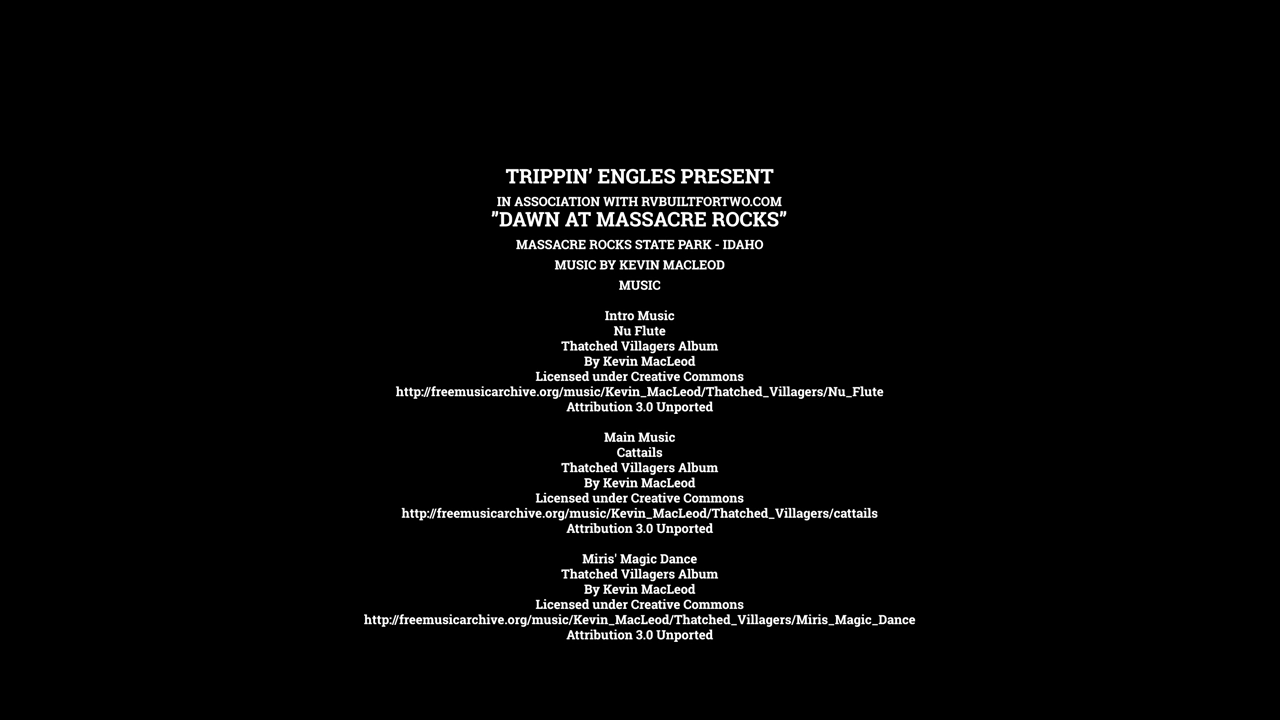 TRIPPIN’ ENGLES PRESENT
IN ASSOCIATION WITH RVBUILTFORTWO.COM
”DAWN AT MASSACRE ROCKS”
MASSACRE ROCKS STATE PARK - IDAHO
MUSIC BY KEVIN MACLEOD
MUSIC
Intro Music
Nu Flute
Thatched Villagers Album
By Kevin MacLeod
Licensed under Creative Commons
http://freemusicarchive.org/music/Kevin_MacLeod/Thatched_Villagers/Nu_Flute
Attribution 3.0 Unported
Main Music
Cattails
Thatched Villagers Album
By Kevin MacLeod
Licensed under Creative Commons
http://freemusicarchive.org/music/Kevin_MacLeod/Thatched_Villagers/cattails
Attribution 3.0 Unported
Miris' Magic Dance
Thatched Villagers Album
By Kevin MacLeod
Licensed under Creative Commons
http://freemusicarchive.org/music/Kevin_MacLeod/Thatched_Villagers/Miris_Magic_Dance
Attribution 3.0 Unported